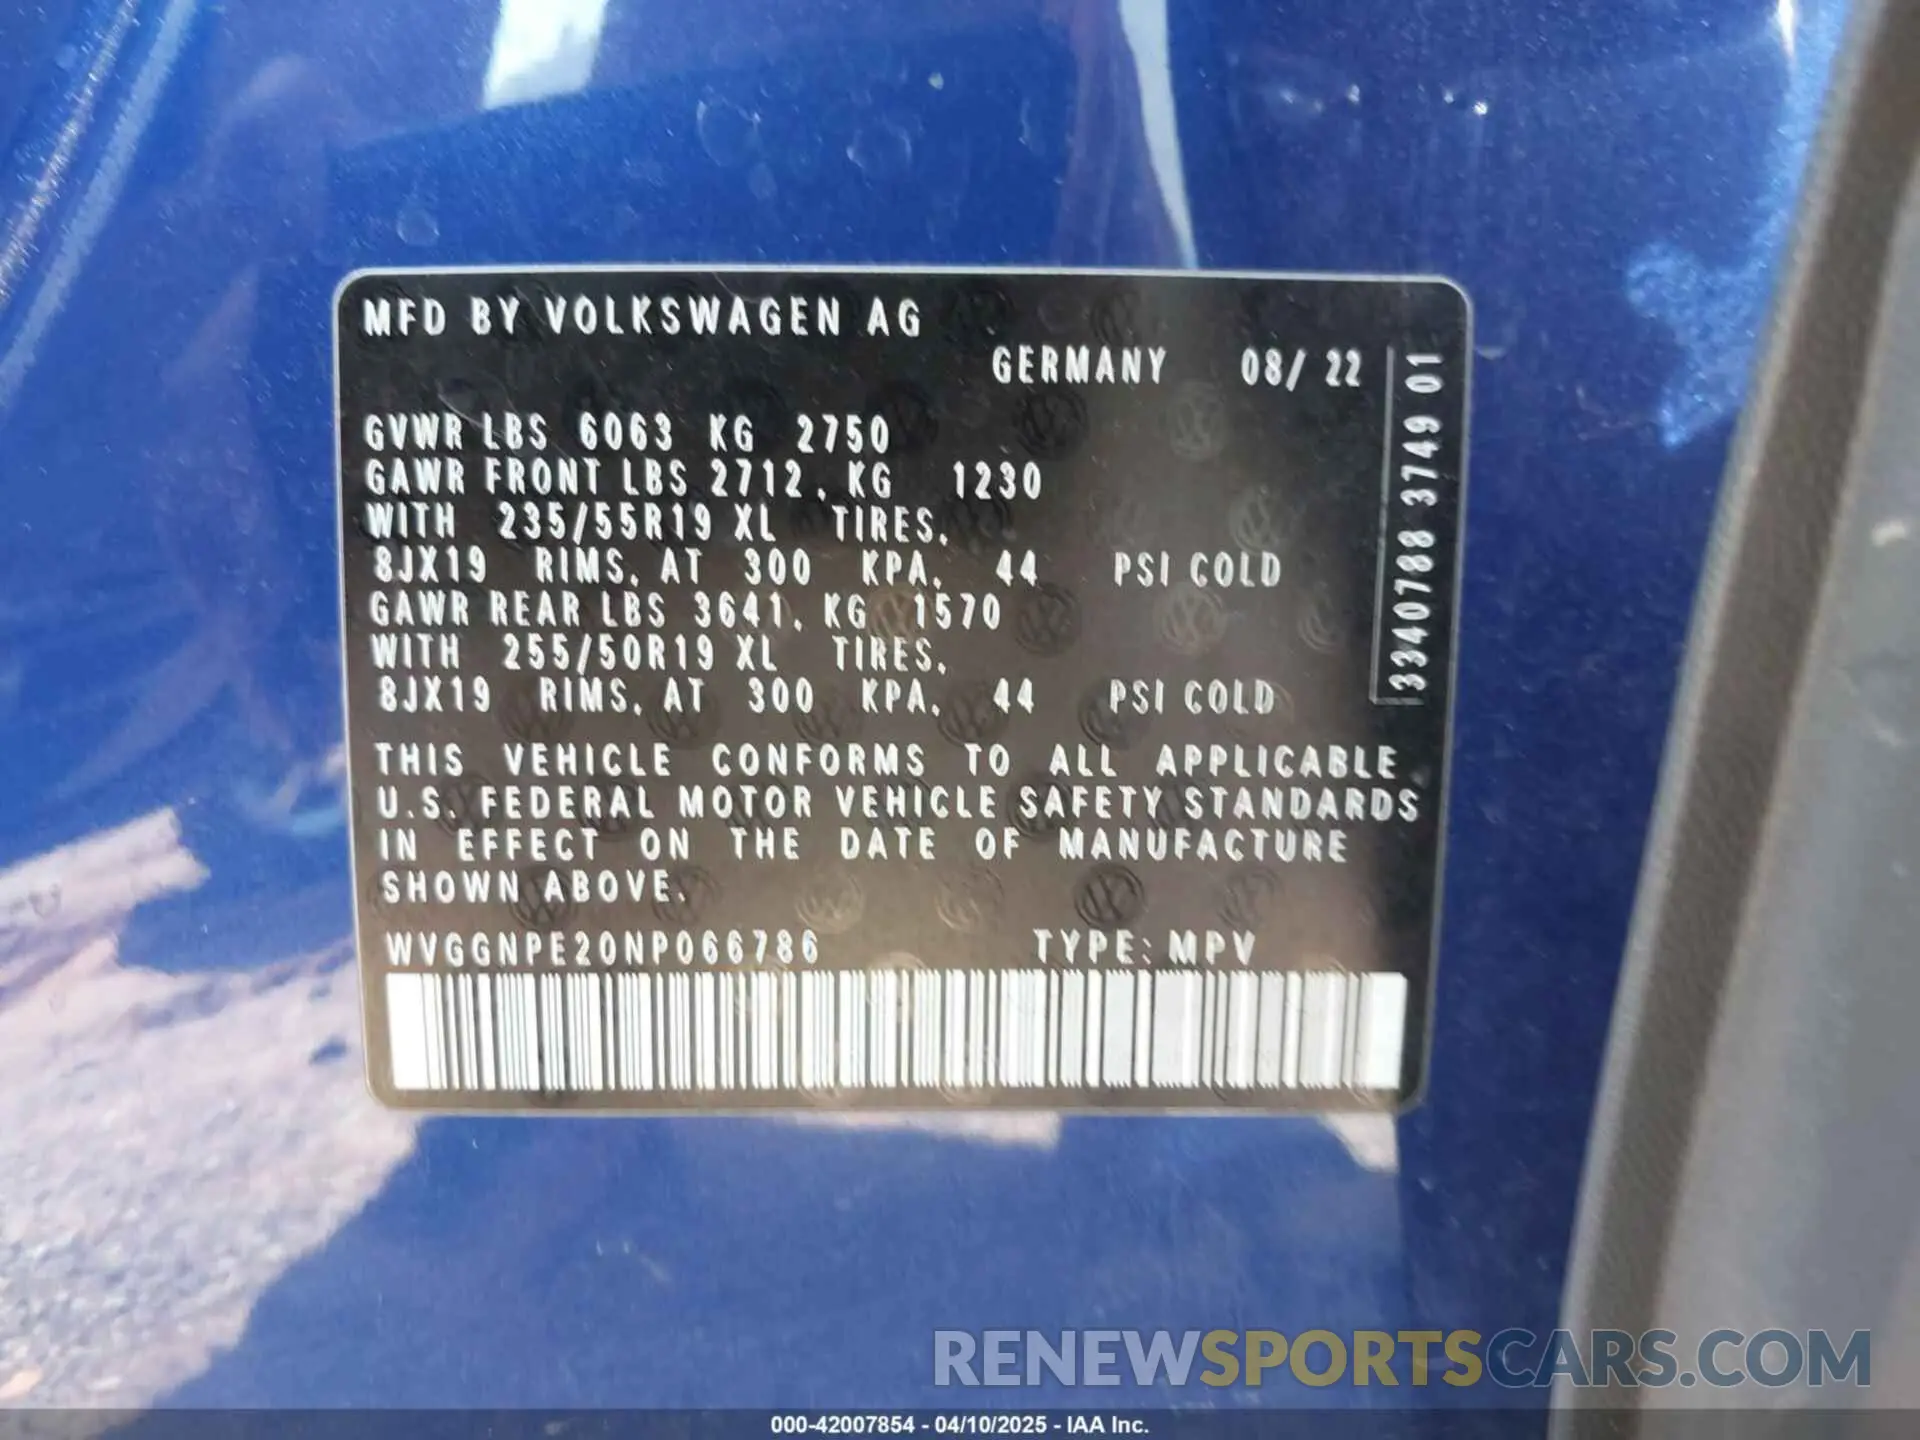 MFD BY VOLKSWAGEN AG
GERMANY 08/ 22
GVWR LBS 6063 KG 2750
GAWR FRONT LBS 2712, KG 1230
WITH 235/55R19 XL TIRES,
8JX19 RIMS, AT 300 KPA, 44 PSI COLD
GAWR REAR LBS 3641, KG 1570
WITH 255/50R19 XL TIRES,
8JX19 RIMS, AT 300 KPA, 44 PSI COLD
THIS VEHICLE CONFORMS TO ALL APPLICABLE
U.S. FEDERAL MOTOR VEHICLE SAFETY STANDARDS
IN EFFECT ON THE DATE OF MANUFACTURE
SHOWN ABOVE.
WVGGNPE20NP066786 TYPE: MPV
3340788 3749 01
RENEWSPORTSCARS.COM
000-42007854 - 04/10/2025 - IAA Inc.